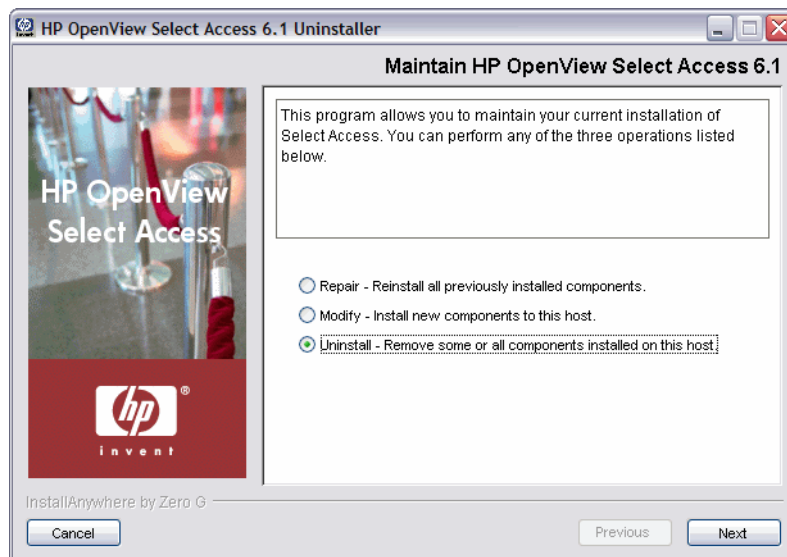 HP OpenView Select Access 6.1 Uninstaller
Maintain HP OpenView Select Access 6.1
This program allows you to maintain your current installation of
Select Access. You can perform any of the three operations listed
below.
HP OpenView
Select Access
Repair - Reinstall all previously installed components.
Modify - Install new components to this host.
Uninstall - Remove some or all components installed on this host.
hp
®
invent
InstallAnywhere by Zero G
Cancel
Previous
Next